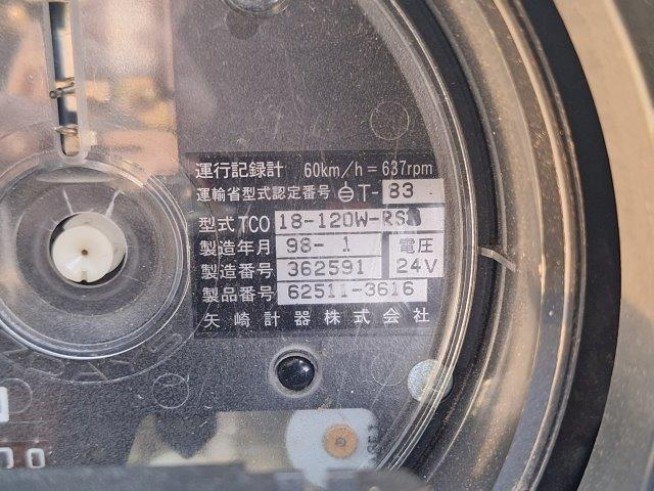 運行記録計 60km/h=637rpm
運輸省型式認定番号 T-83
型式TCO 18-120W-RS
製造年月 98-1 電圧
製造番号 362591 24V
製品番号 62511-3616
矢崎計器株式会社